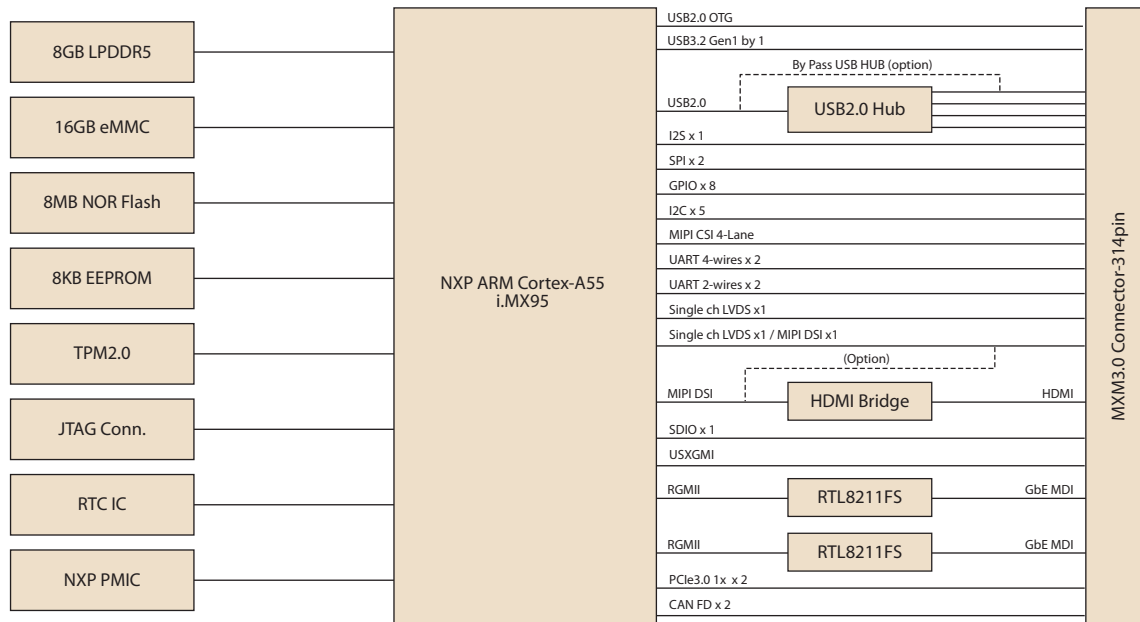 8GB LPDDR5
16GB eMMC
8MB NOR Flash
8KB EEPROM
TPM2.0
JTAG Conn.
RTC IC
NXP PMIC
NXP ARM Cortex-A55
i.MX95
USB2.0 OTG
USB3.2 Gen1 by 1
By Pass USB HUB (option)
USB2.0
USB2.0 Hub
I2S x 1
SPI x 2
GPIO x 8
I2C x 5
MIPI CSI 4-Lane
UART 4-wires x 2
UART 2-wires x 2
Single ch LVDS x1
Single ch LVDS x1 / MIPI DSI x1
(Option)
MIPI DSI
HDMI Bridge
HDMI
SDIO x 1
USXGMI
RGMII
RTL8211FS
GbE MDI
RGMII
RTL8211FS
GbE MDI
PCIe3.0 1x x 2
CAN FD x 2
MXM3.0 Connector-314pin